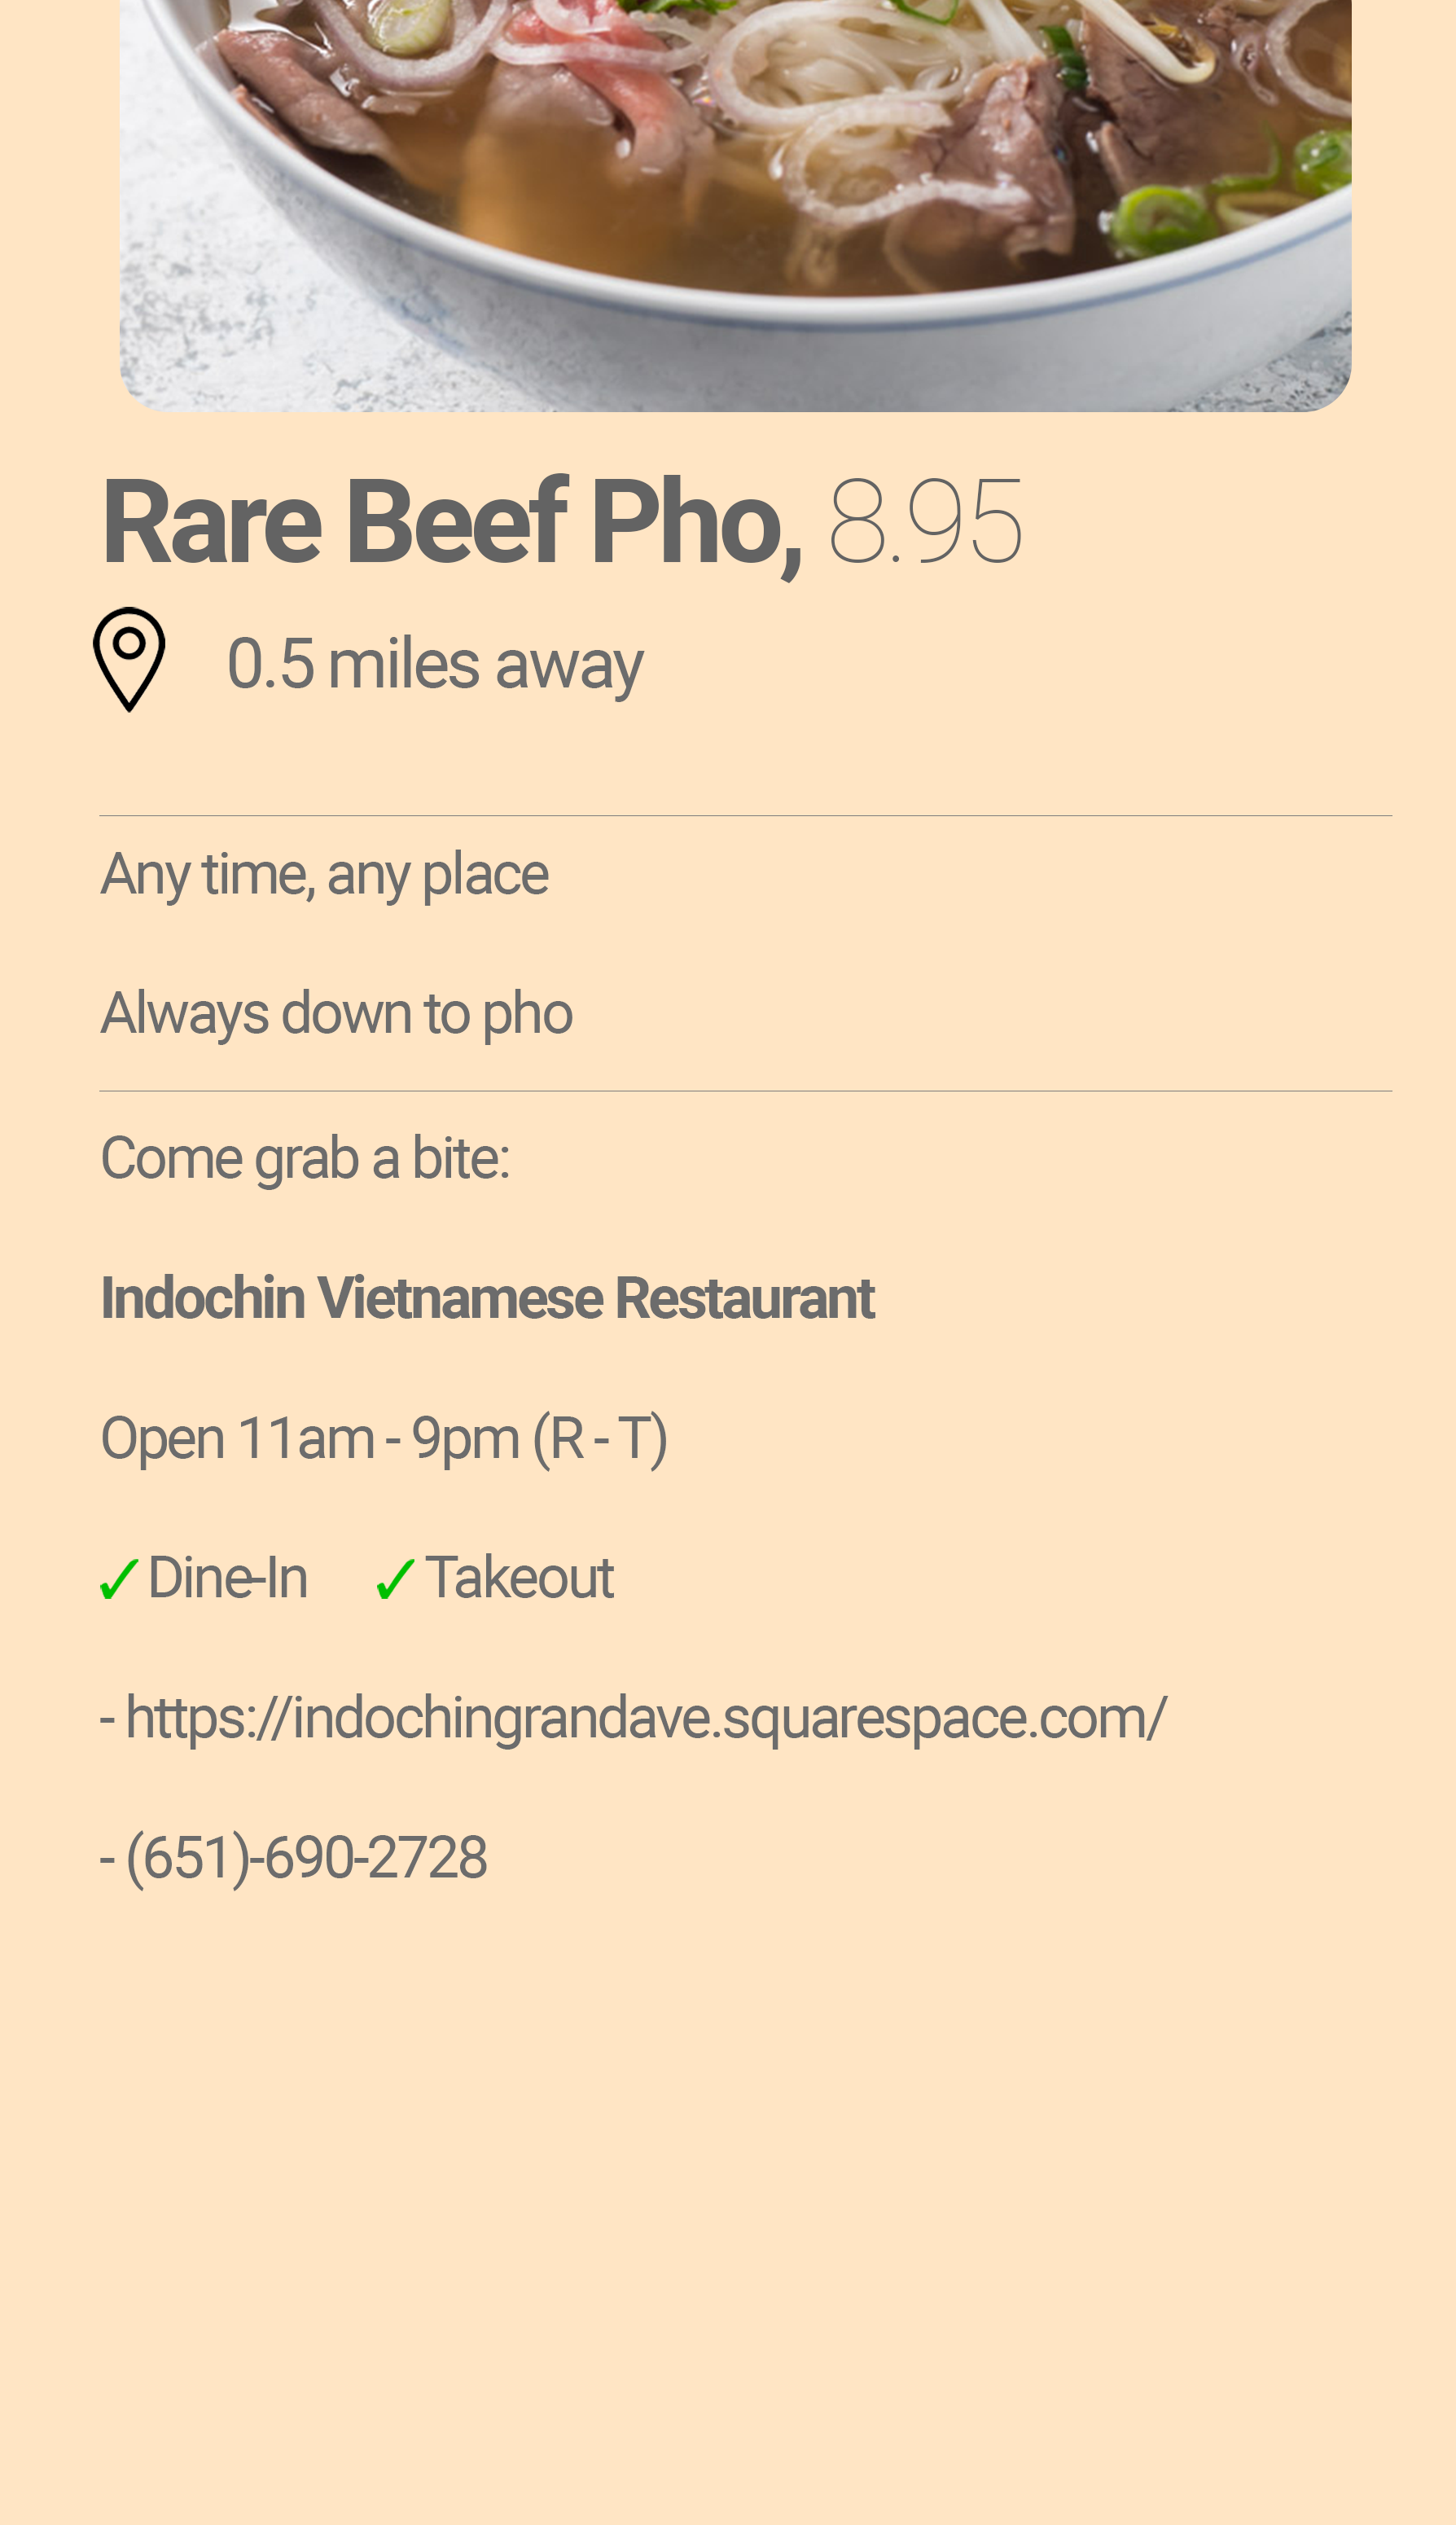 Rare Beef Pho, 8.95
0.5 miles away
Any time, any place
Always down to pho
Come grab a bite:
Indochin Vietnamese Restaurant
Open 11am - 9pm (R - T)
✓Dine-In ✓Takeout
- https://indochingrandave.squarespace.com/
- (651)-690-2728